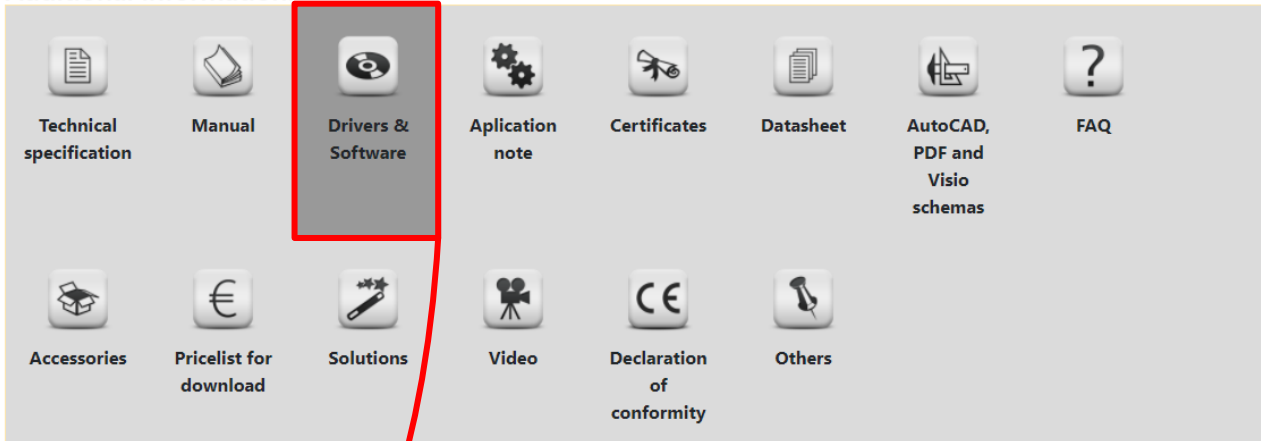 Technical
specification
Manual
Drivers &
Software
Aplication
note
Certificates
Datasheet
AutoCAD,
PDF and
Visio
schemas
?
FAQ
Accessories
€
Pricelist for
download
Solutions
Video
CE
Declaration
of
conformity
Others